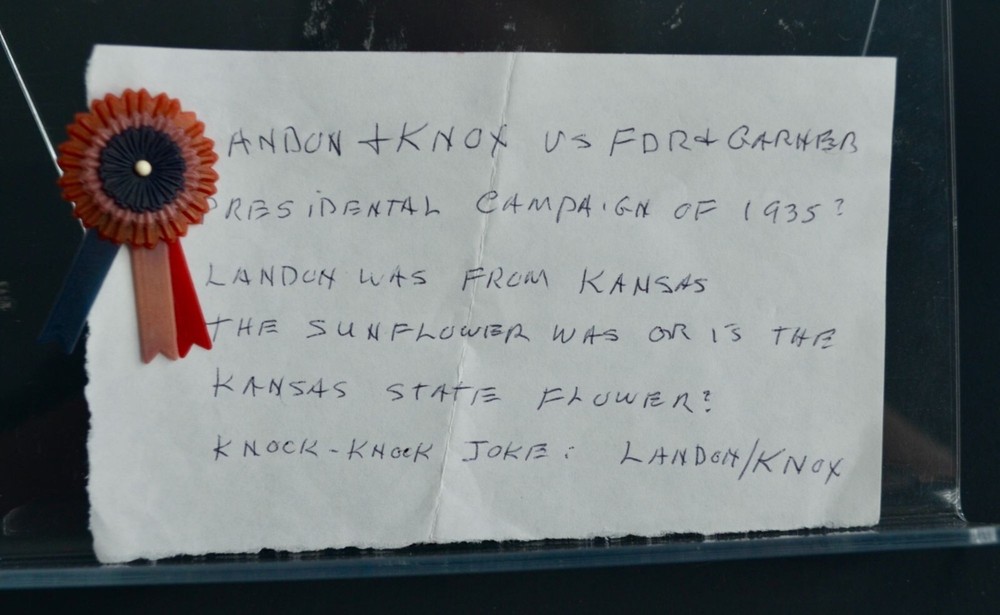 ANDON + KNOX VS FDR & GARNER
PRESIDENTAL CAMPAIGN OF 1935?
LANDON WAS FROM KANSAS
THE SUNFLOWER WAS OR IS THE
KANSAS STATE FLOWER?
KNOCK-KNOCK JOKE: LANDON/KNOX